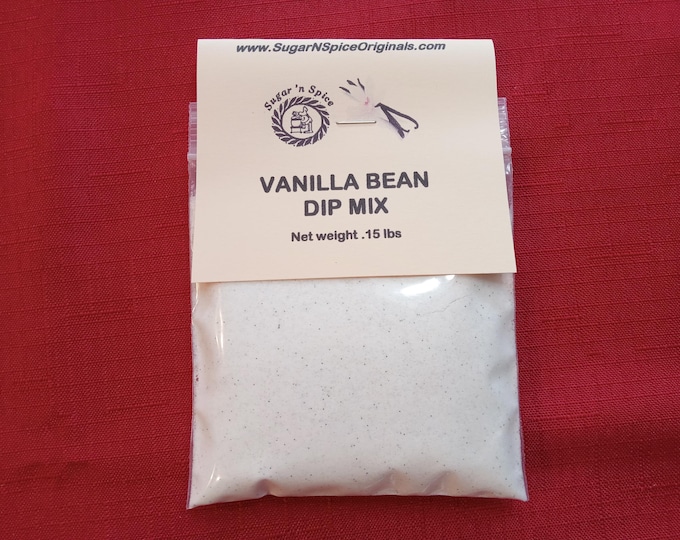 www.SugarNSpiceOriginals.com
Sugar 'n Spice
VANILLA BEAN
DIP MIX
Net weight .15 lbs